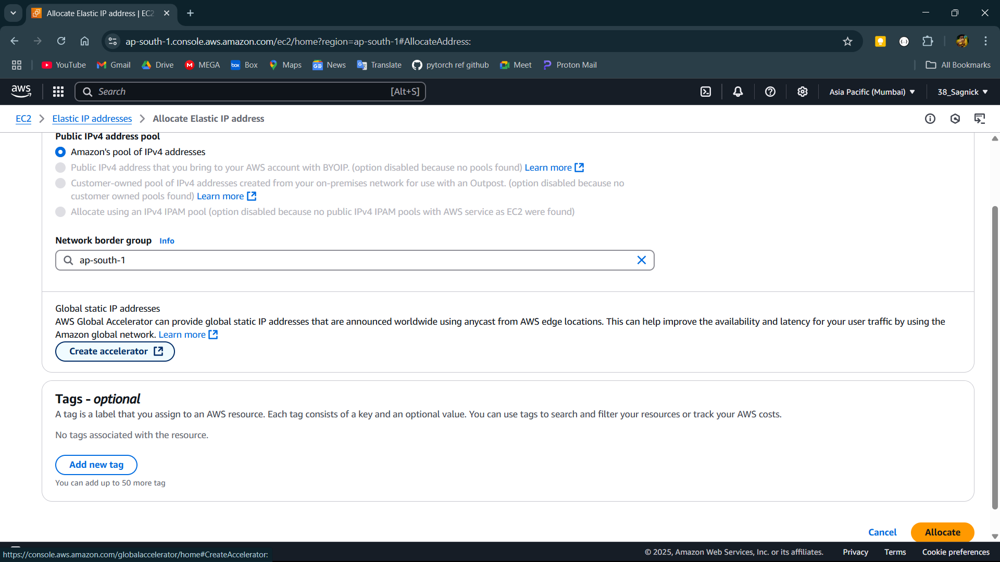 Allocate Elastic IP address | EC2
ap-south-1.console.aws.amazon.com/ec2/home?region=ap-south-1#AllocateAddress:
YouTube Gmail Drive MEGA box Box Maps News Translate pytorch ref github Meet Proton Mail All Bookmarks
aws Search [Alt+S] Asia Pacific (Mumbai) 38_Sagnick
EC2 Elastic IP addresses Allocate Elastic IP address
Public IPv4 address pool
Amazon's pool of IPv4 addresses
Public IPv4 address that you bring to your AWS account with BYOIP. (option disabled because no pools found) Learn more
Customer-owned pool of IPv4 addresses created from your on-premises network for use with an Outpost. (option disabled because no
customer owned pools found) Learn more
Allocate using an IPv4 IPAM pool (option disabled because no public IPv4 IPAM pools with AWS service as EC2 were found)
Network border group Info
ap-south-1
Global static IP addresses
AWS Global Accelerator can provide global static IP addresses that are announced worldwide using anycast from AWS edge locations. This can help improve the availability and latency for your user traffic by using the
Amazon global network. Learn more
Create accelerator
Tags - optional
A tag is a label that you assign to an AWS resource. Each tag consists of a key and an optional value. You can use tags to search and filter your resources or track your AWS costs.
No tags associated with the resource.
Add new tag
You can add up to 50 more tag
Cancel Allocate
https://console.aws.amazon.com/globalaccelerator/home#CreateAccelerator:
© 2025, Amazon Web Services, Inc. or its affiliates. Privacy Terms Cookie preferences